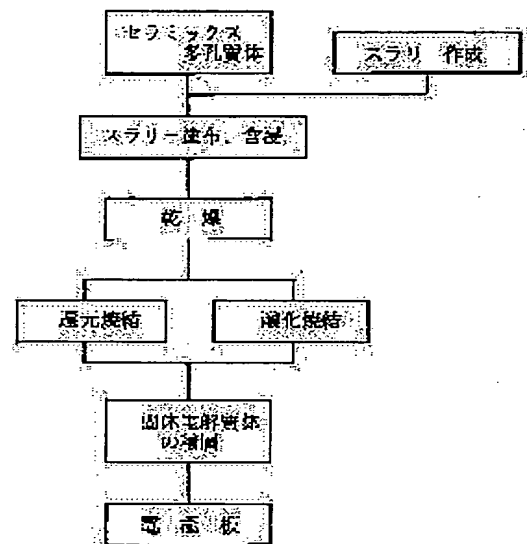 セラミックス
多孔質体
スラリー作成
スラリー塗布、含浸
乾　燥
還元焼結
酸化焼結
固体電解質体
の
板